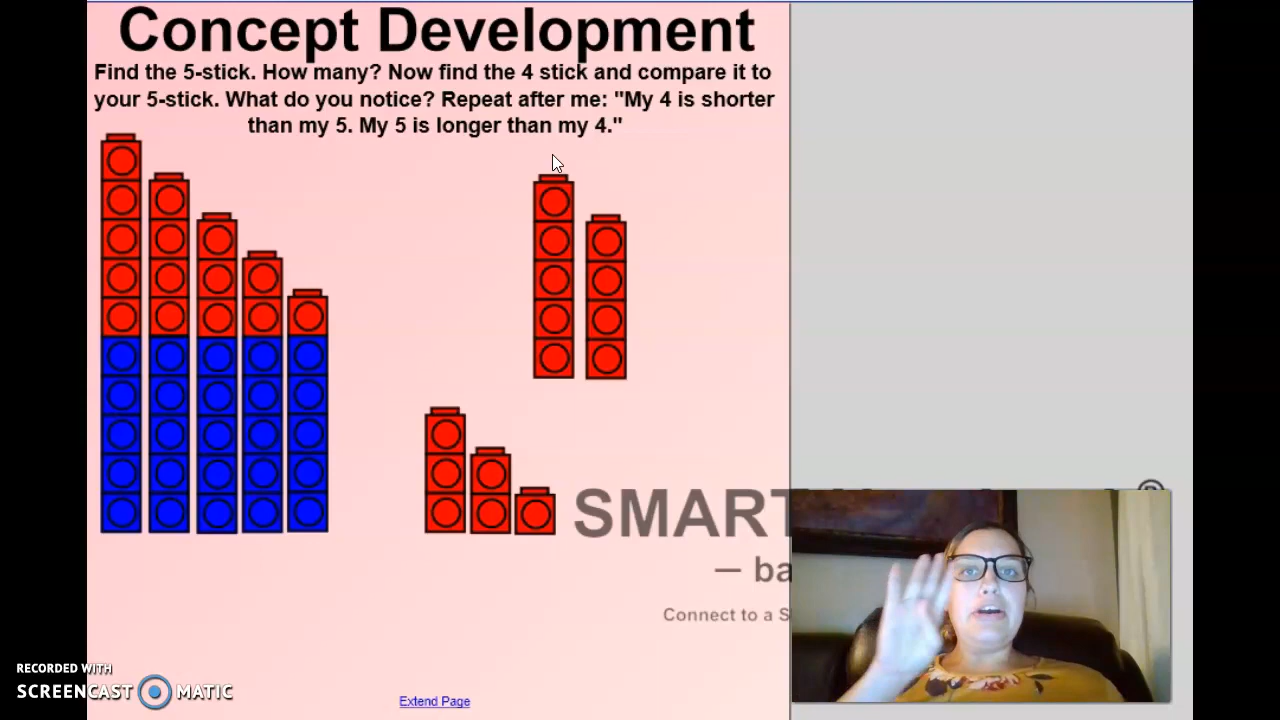 Concept Development
Find the 5-stick. How many? Now find the 4 stick and compare it to
your 5-stick. What do you notice? Repeat after me: "My 4 is shorter
than my 5. My 5 is longer than my 4."
SMART
®
— ba
Connect to a S
Extend Page
RECORDED WITH
SCREENCAST MATIC